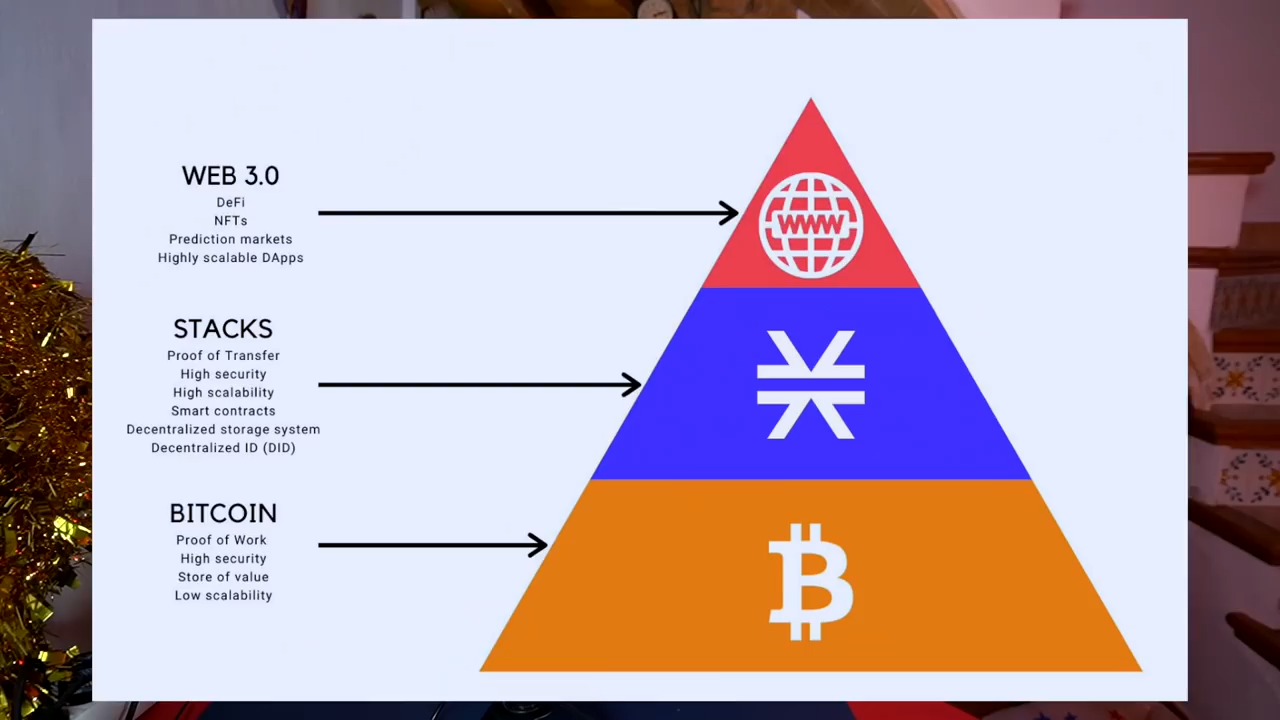 WEB 3.0
DeFi
NFTs
Prediction markets
Highly scalable DApps
WWW
STACKS
Proof of Transfer
High security
High scalability
Smart contracts
Decentralized storage system
Decentralized ID (DID)
BITCOIN
Proof of Work
High security
Store of value
Low scalability